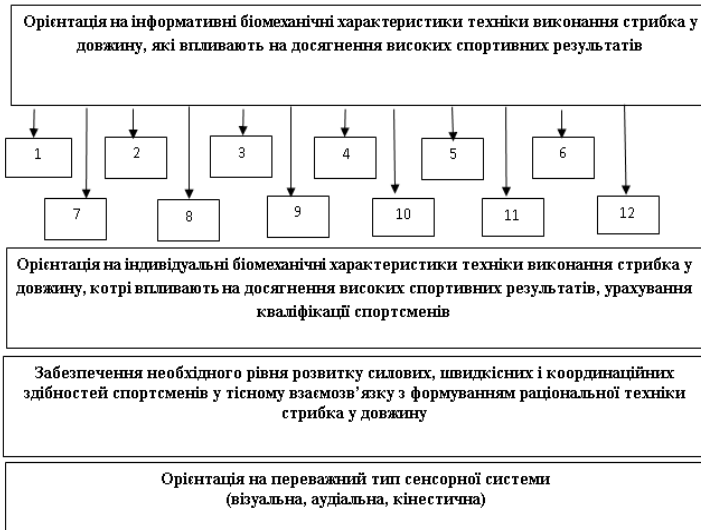 Орієнтація на інформативні біомеханічні характеристики техніки виконання стрибка у
довжину, які впливають на досягнення високих спортивних результатів
1 2 3 4 5 6
7 8 9 10 11 12
Орієнтація на індивідуальні біомеханічні характеристики техніки виконання стрибка у
довжину, котрі впливають на досягнення високих спортивних результатів, урахування
кваліфікації спортсменів
Забезпечення необхідного рівня розвитку силових, швидкісних і координаційних
здібностей спортсменів у тісному взаємозв’язку з формуванням раціональної техніки
стрибка у довжину
Орієнтація на переважний тип сенсорної системи
(візуальна, аудіальна, кінестична)